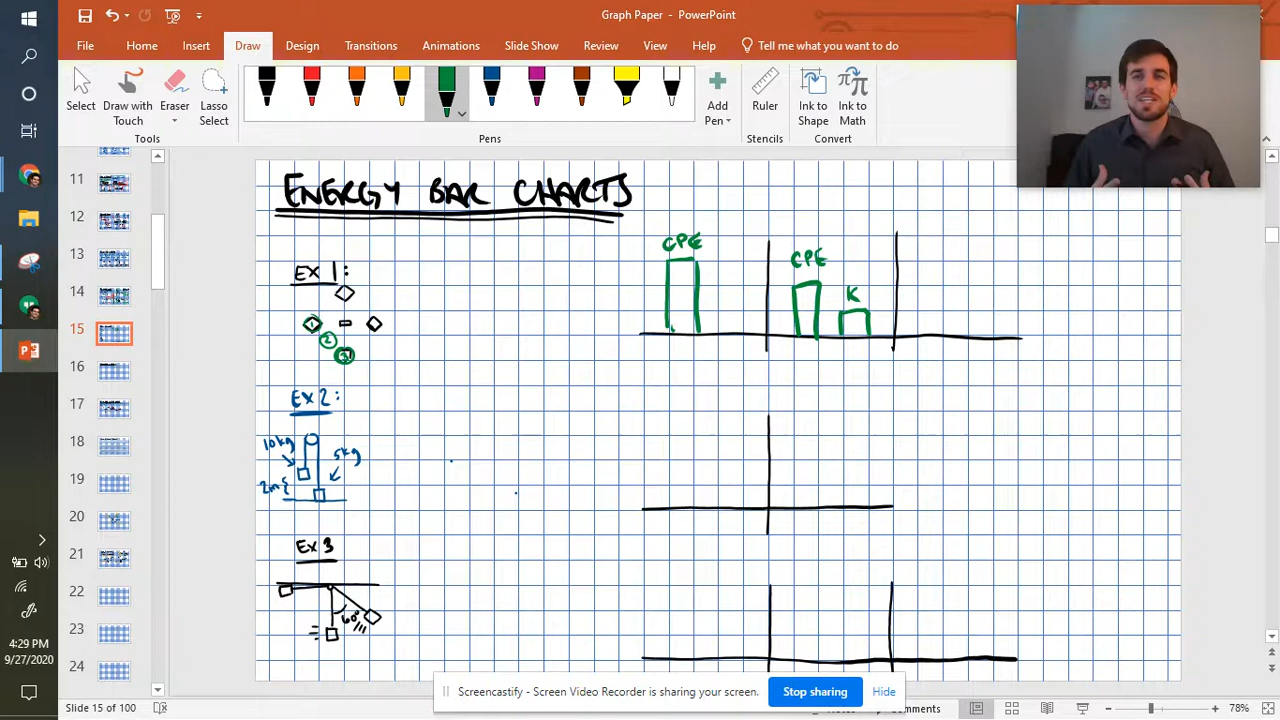 Graph Paper - PowerPoint
File Home Insert Draw Design Transitions Animations Slide Show Review View Help Tell me what you want to do
Select
Draw with Touch
Eraser
Lasso Select
Add Pen
Ruler
Ink to Shape
Ink to Math
Tools
Pens
Stencils
Convert
11
12
13
14
15
16
17
18
19
20
21
22
23
24
ENERGY BAR CHARTS
EX 1:
1
2
3
GPE
GPE
K
EX 2:
10kg
5kg
2m
EX 3
60°
Screencastify - Screen Video Recorder is sharing your screen.
Stop sharing
Hide
4:29 PM
9/27/2020
Slide 15 of 100
78%